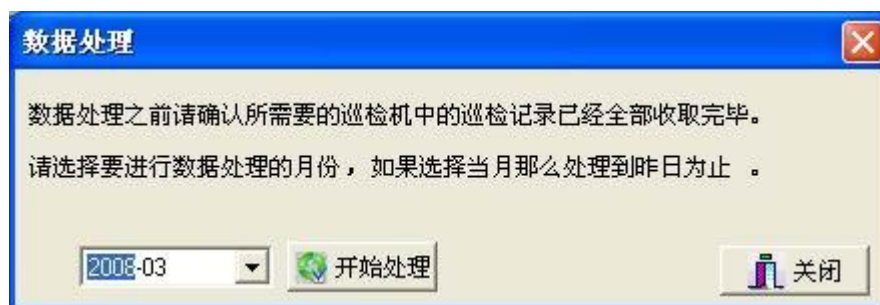 数据处理
数据处理之前请确认所需要的巡检机中的巡检记录已经全部收取完毕。
请选择要进行数据处理的月份，如果选择当月那么处理到昨日为止 。
2008-03 开始处理 关闭